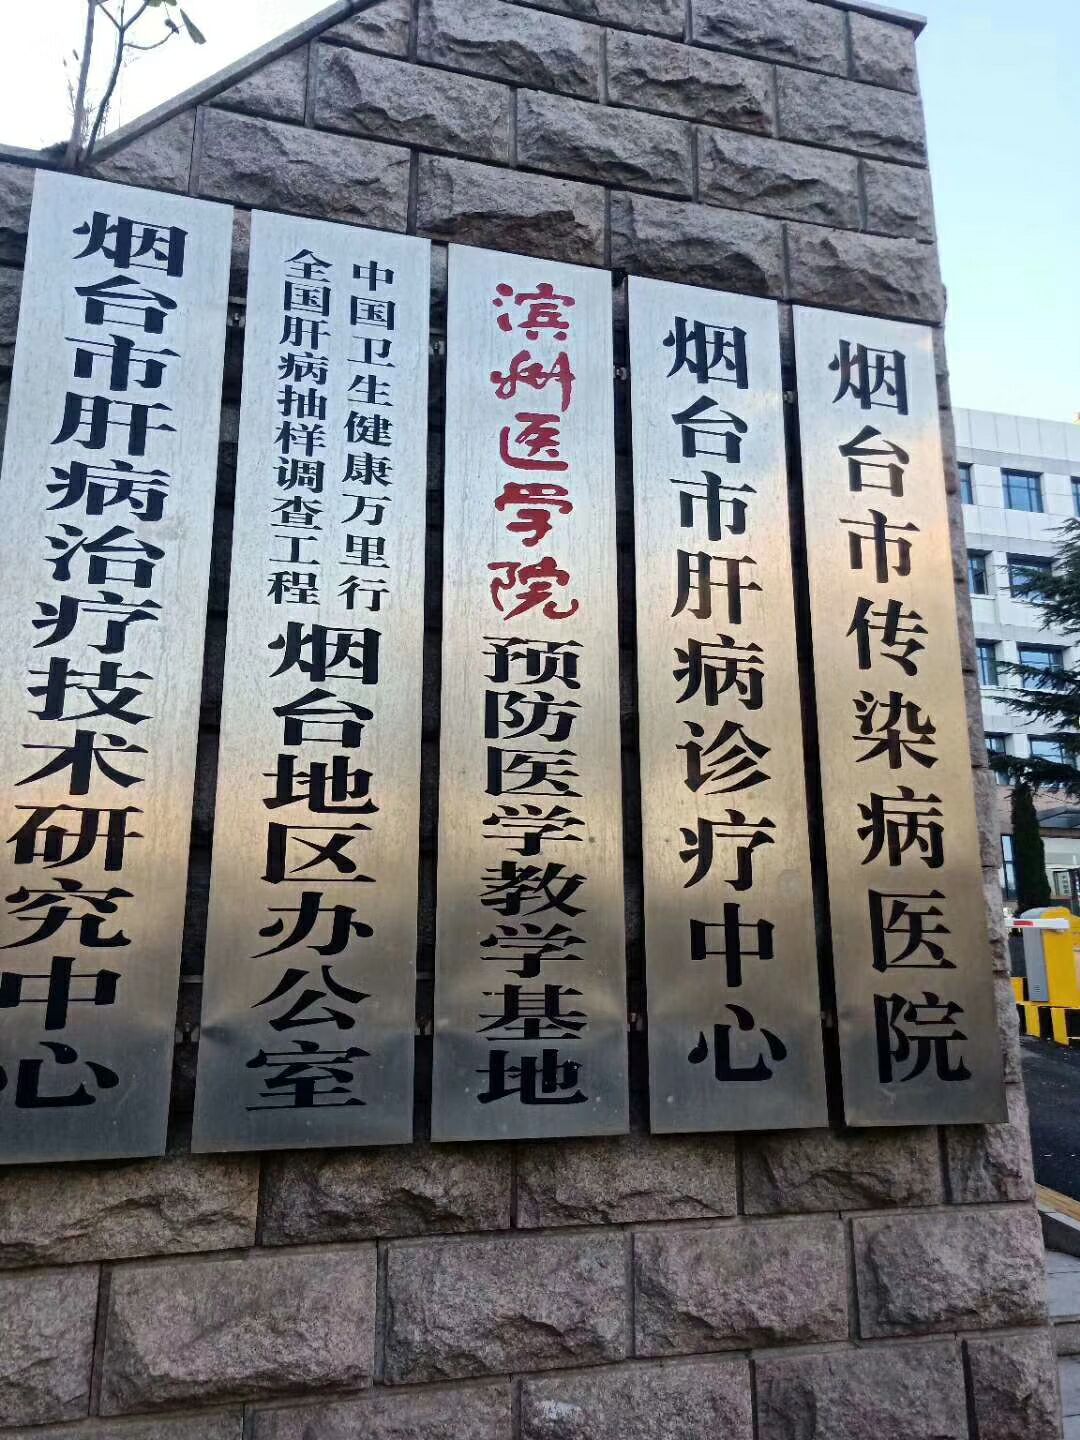 烟台市传染病医院
烟台市肝病诊疗中心
滨州医学院预防医学教学基地
中国卫生健康万里行
全国肝病抽样调查工程
烟台地区办公室
烟台市肝病治疗技术研究中心